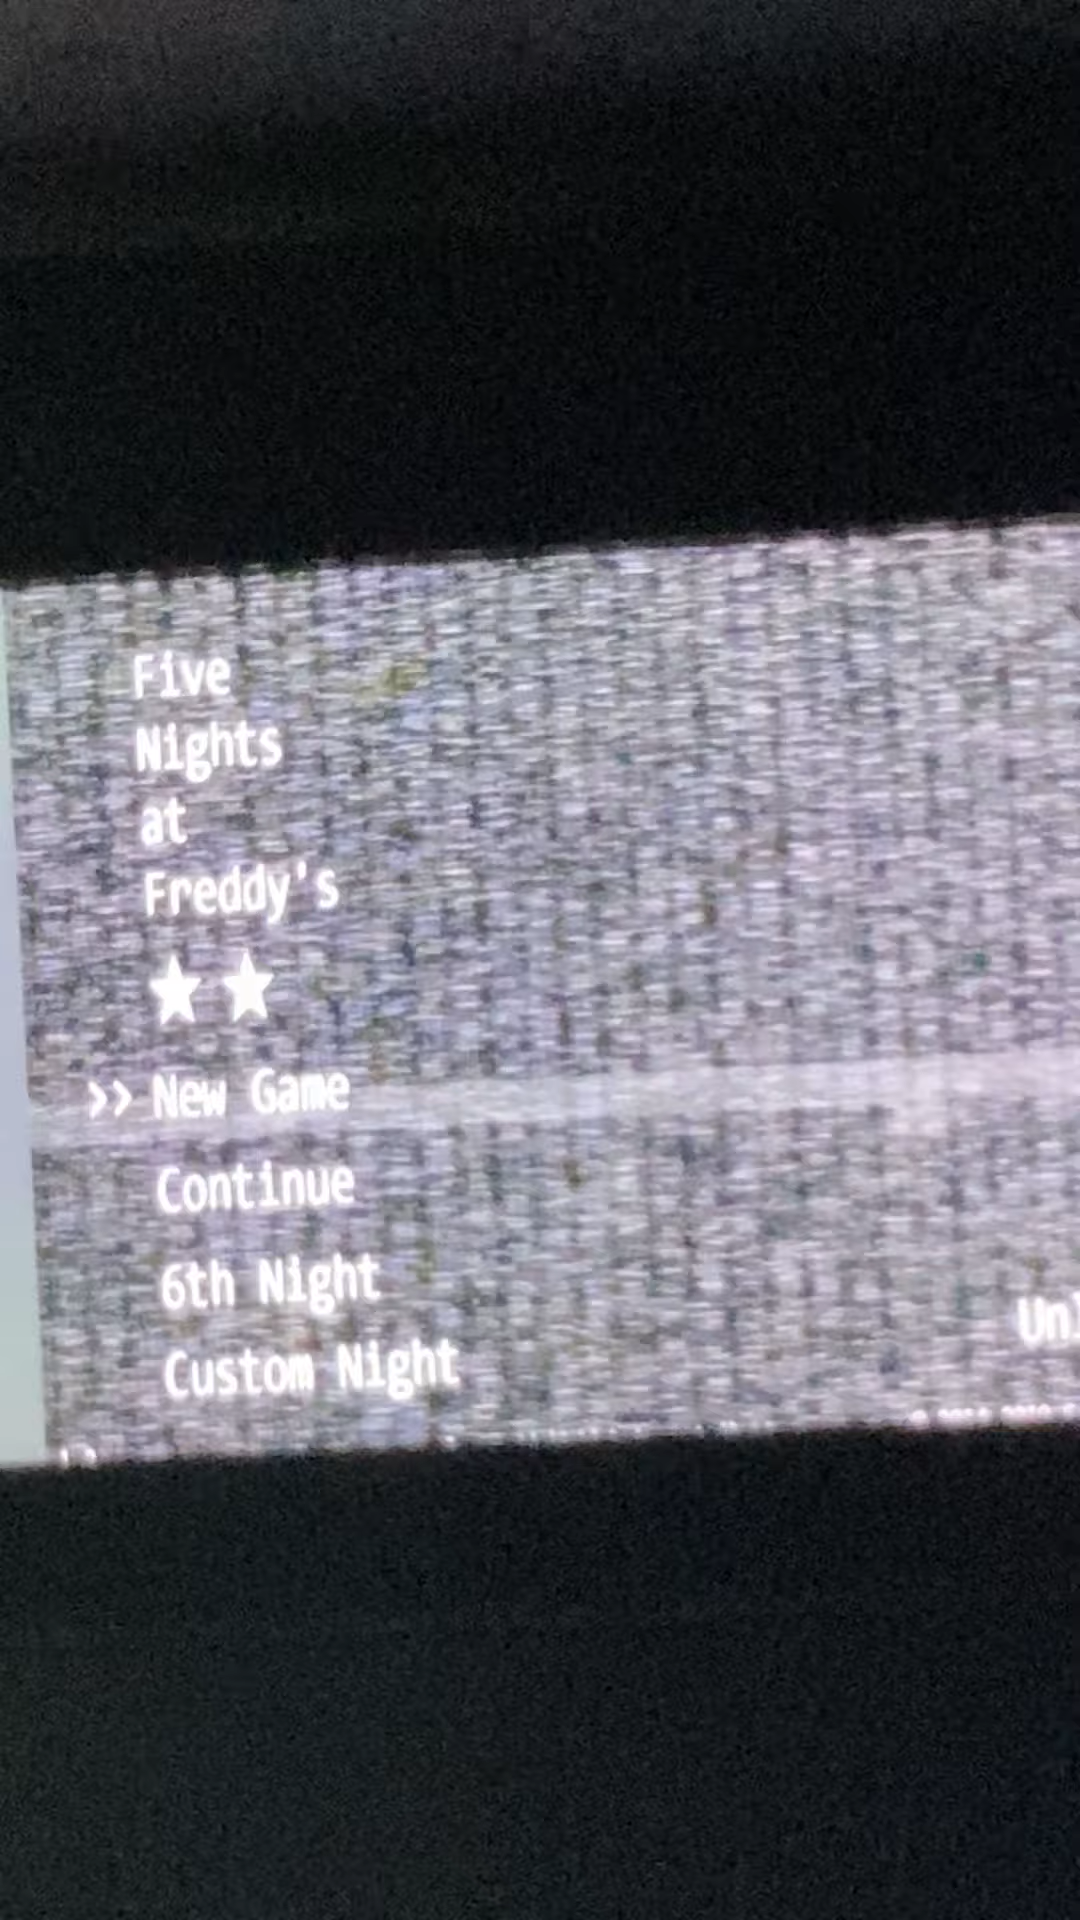 Five
Nights
at
Freddy's
★ ★
>> New Game
Continue
6th Night
Custom Night